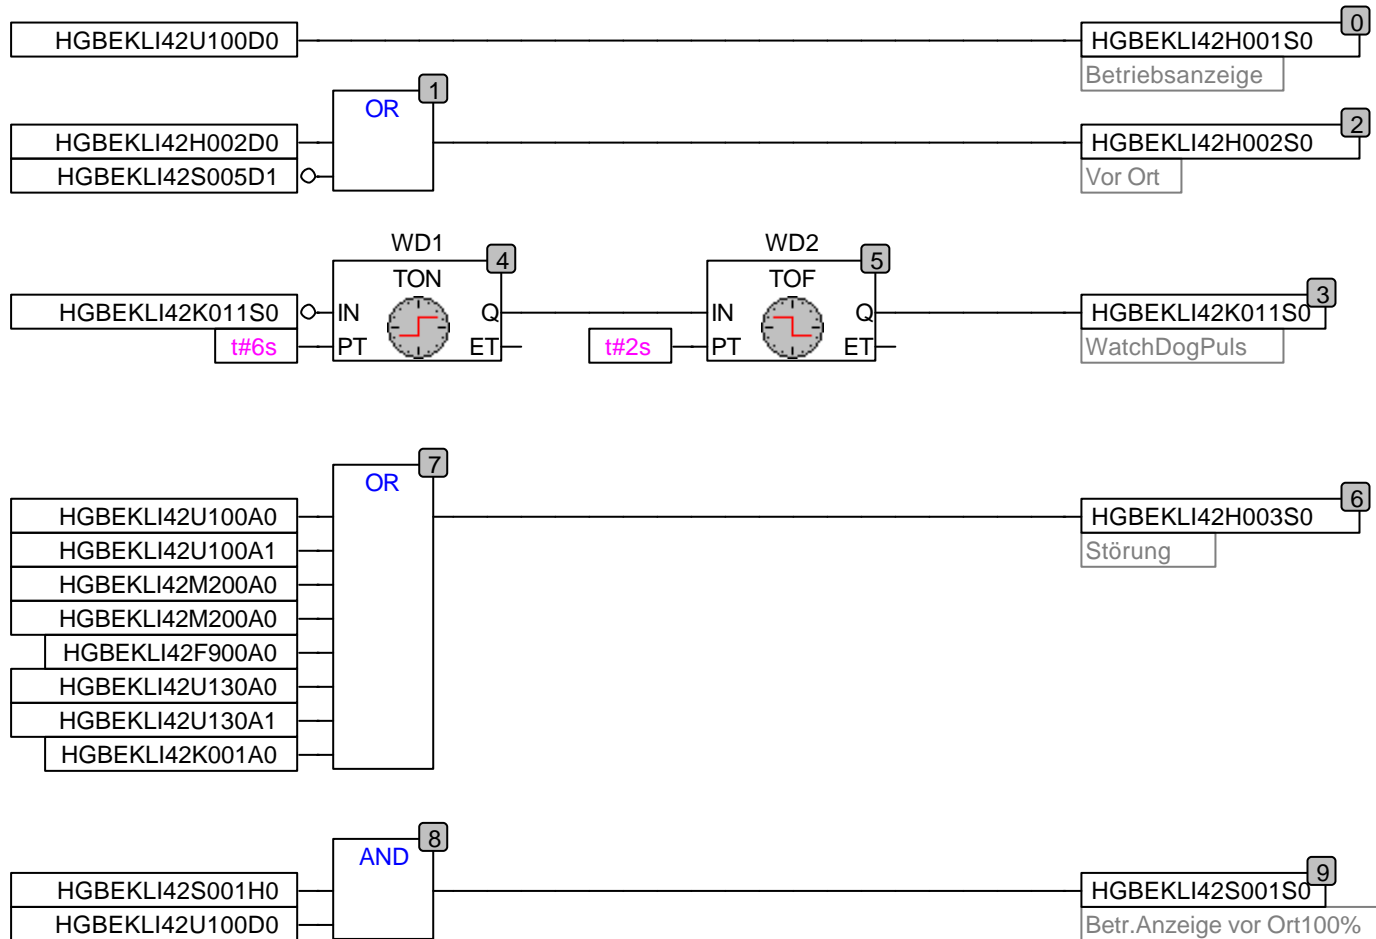 HGBEKLI42U100D0
0
HGBEKLI42H001S0
Betriebsanzeige
1
OR
HGBEKLI42H002D0
HGBEKLI42S005D1
2
HGBEKLI42H002S0
Vor Ort
WD1
4
TON
HGBEKLI42K011S0
IN
Q
t#6s
PT
ET
WD2
5
TOF
IN
Q
t#2s
PT
ET
3
HGBEKLI42K011S0
WatchDogPuls
7
OR
HGBEKLI42U100A0
HGBEKLI42U100A1
HGBEKLI42M200A0
HGBEKLI42M200A0
HGBEKLI42F900A0
HGBEKLI42U130A0
HGBEKLI42U130A1
HGBEKLI42K001A0
6
HGBEKLI42H003S0
Störung
8
AND
HGBEKLI42S001H0
HGBEKLI42U100D0
9
HGBEKLI42S001S0
Betr.Anzeige vor Ort100%